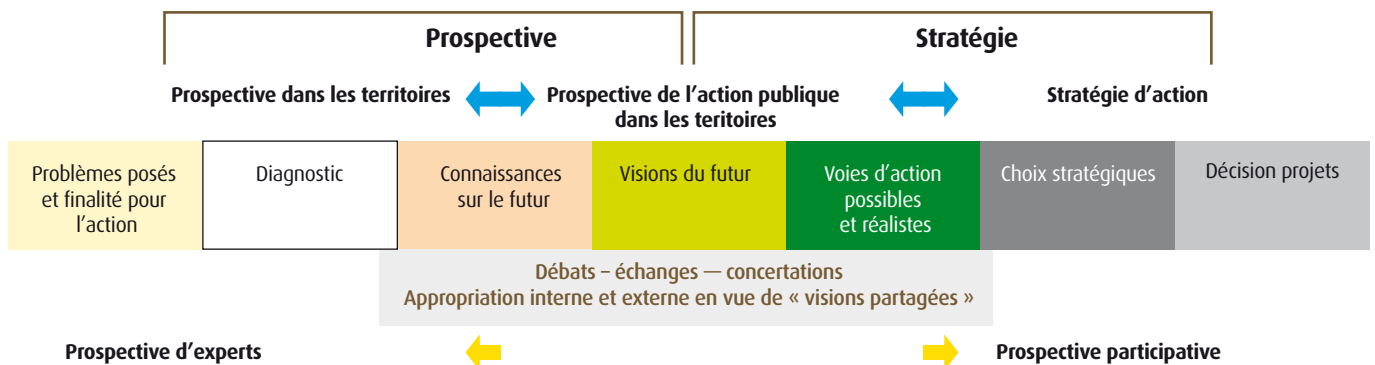 Prospective
Stratégie
Prospective dans les territoires
Prospective de l'action publique
dans les teritoires
Stratégie d'action
Problèmes posés
et finalité pour
l'action
Diagnostic
Connaissances
sur le futur
Visions du futur
Voies d'action
possibles
et réalistes
Choix stratégiques
Décision projets
Débats – échanges — concertations
Appropriation interne et externe en vue de « visions partagées »
Prospective d'experts
Prospective participative